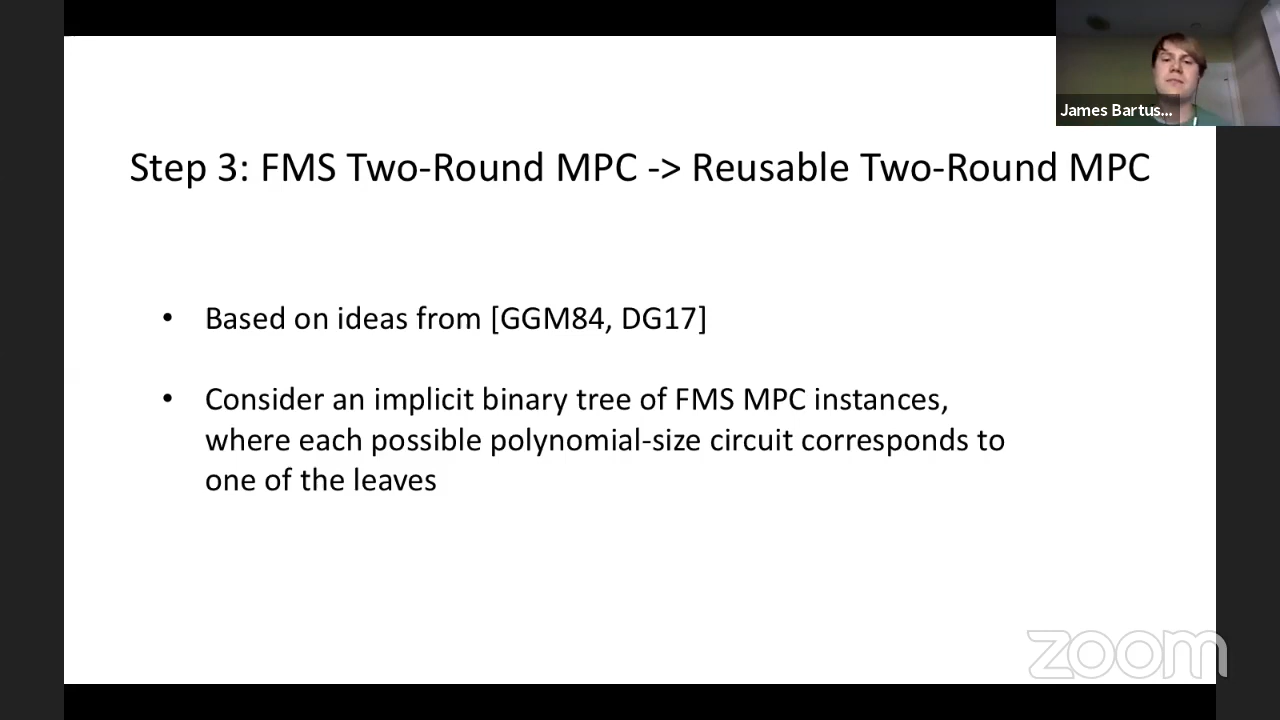 James Bartus...
Step 3: FMS Two-Round MPC -> Reusable Two-Round MPC
• Based on ideas from [GGM84, DG17]
• Consider an implicit binary tree of FMS MPC instances,
where each possible polynomial-size circuit corresponds to
one of the leaves
zoom